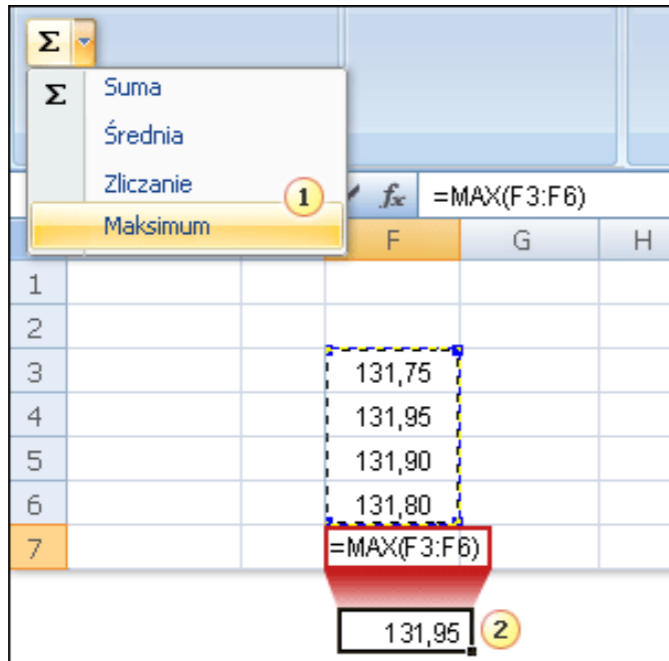 Σ
Σ Suma
Średnia
Zliczanie
Maksimum
1
fx =MAX(F3:F6)
F G H
1
2
3 131,75
4 131,95
5 131,90
6 131,80
7 =MAX(F3:F6)
131,95 2